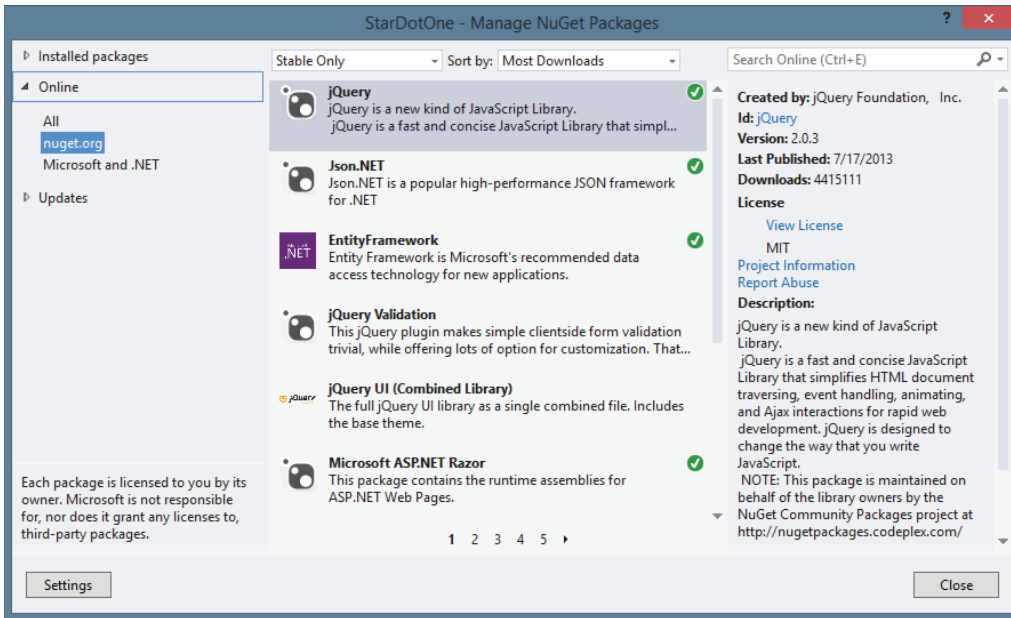 StarDotOne - Manage NuGet Packages
?
Installed packages
Online
All
nuget.org
Microsoft and .NET
Updates
Each package is licensed to you by its
owner. Microsoft is not responsible
for, nor does it grant any licenses to,
third-party packages.
Stable Only
Sort by: Most Downloads
jQuery
jQuery is a new kind of JavaScript Library.
jQuery is a fast and concise JavaScript Library that simpl...
Json.NET
Json.NET is a popular high-performance JSON framework
for .NET
.NET
EntityFramework
Entity Framework is Microsoft's recommended data
access technology for new applications.
jQuery Validation
This jQuery plugin makes simple clientside form validation
trivial, while offering lots of option for customization. That...
jQuery
jQuery UI (Combined Library)
The full jQuery UI library as a single combined file. Includes
the base theme.
Microsoft ASP.NET Razor
This package contains the runtime assemblies for
ASP.NET Web Pages.
1 2 3 4 5
Search Online (Ctrl+E)
Created by: jQuery Foundation, Inc.
Id: jQuery
Version: 2.0.3
Last Published: 7/17/2013
Downloads: 4415111
License
View License
MIT
Project Information
Report Abuse
Description:
jQuery is a new kind of JavaScript
Library.
jQuery is a fast and concise JavaScript
Library that simplifies HTML document
traversing, event handling, animating,
and Ajax interactions for rapid web
development. jQuery is designed to
change the way that you write
JavaScript.
NOTE: This package is maintained on
behalf of the library owners by the
NuGet Community Packages project at
http://nugetpackages.codeplex.com/
Settings
Close